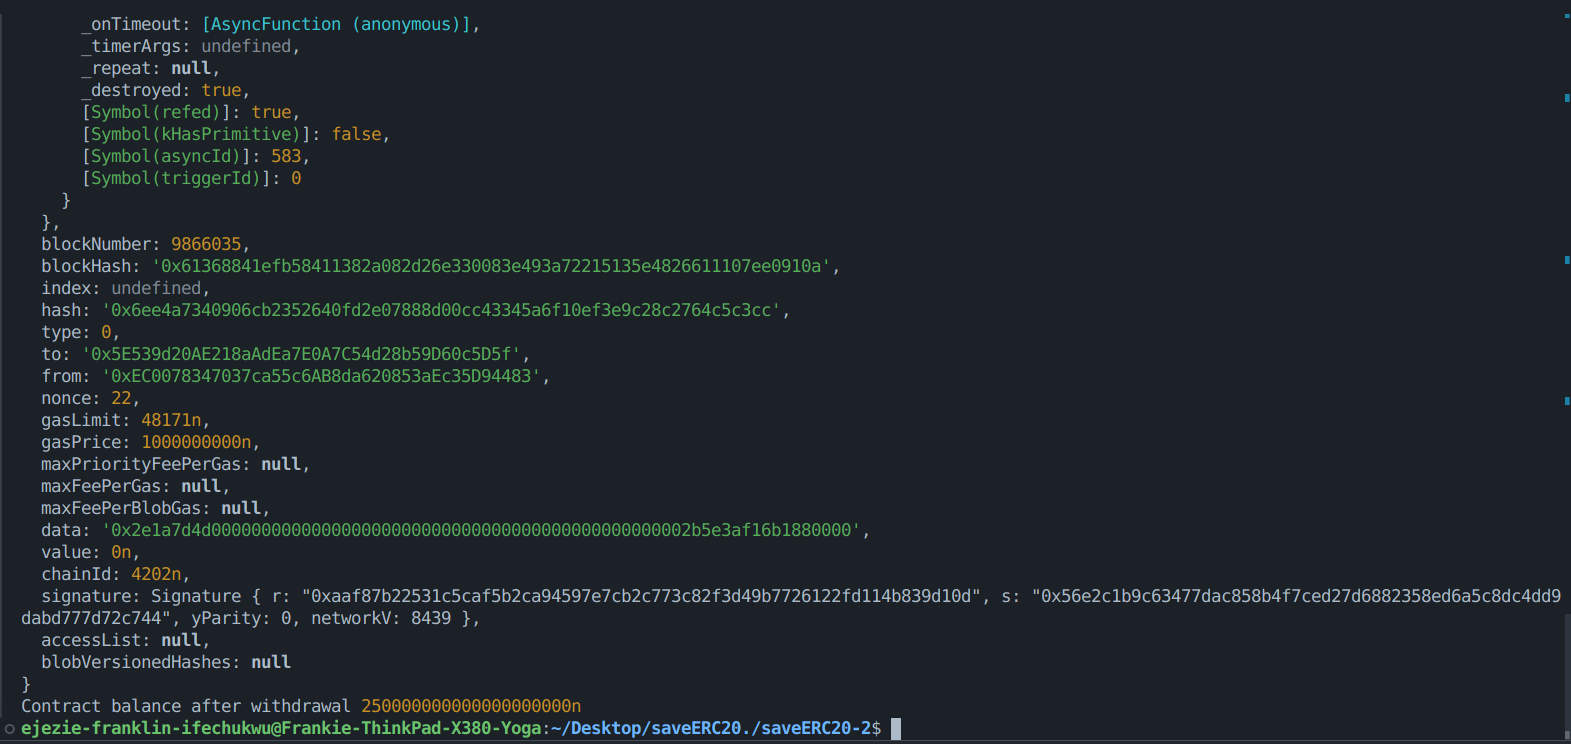 _onTimeout: [AsyncFunction (anonymous)],
_timerArgs: undefined,
_repeat: null,
_destroyed: true,
[Symbol(refed)]: true,
[Symbol(kHasPrimitive)]: false,
[Symbol(asyncId)]: 583,
[Symbol(triggerId)]: 0
}
},
blockNumber: 9866035,
blockHash: '0x61368841efb58411382a082d26e330083e493a72215135e4826611107ee0910a',
index: undefined,
hash: '0x6ee4a7340906cb2352640fd2e07888d00cc43345a6f10ef3e9c28c2764c5c3cc',
type: 0,
to: '0x5E539d20AE218aAdEa7E0A7C54d28b59D60c5D5f',
from: '0xEC0078347037ca55c6AB8da620853aEc35D94483',
nonce: 22,
gasLimit: 48171n,
gasPrice: 1000000000n,
maxPriorityFeePerGas: null,
maxFeePerGas: null,
maxFeePerBlobGas: null,
data: '0x2e1a7d4d000000000000000000000000000000000000000000000002b5e3af16b1880000',
value: 0n,
chainId: 4202n,
signature: Signature { r: "0xaaf87b22531c5caf5b2ca94597e7cb2c773c82f3d49b7726122fd114b839d10d", s: "0x56e2c1b9c63477dac858b4f7ced27d6882358ed6a5c8dc4dd9
dabd777d72c744", yParity: 0, networkV: 8439 },
accessList: null,
blobVersionedHashes: null
}
Contract balance after withdrawal 250000000000000000000n
ejezie-franklin-ifechukwu@Frankie-ThinkPad-X380-Yoga:~/Desktop/saveERC20./saveERC20-2$